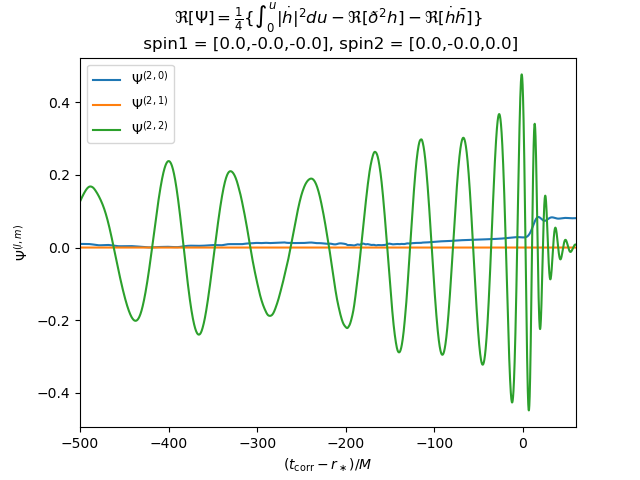 ℜ[Ψ] = 1/4{∫₀ᵘ|ḣ|²du − ℜ[ð̄²h] − ℜ[ḣh̄]}
spin1 = [0.0,-0.0,-0.0], spin2 = [0.0,-0.0,0.0]
Ψ^(2,0)
Ψ^(2,1)
Ψ^(2,2)
Ψ^(l,m)
0.4
0.2
0.0
−0.2
−0.4
−500
−400
−300
−200
−100
0
(t_corr − r_*)/M